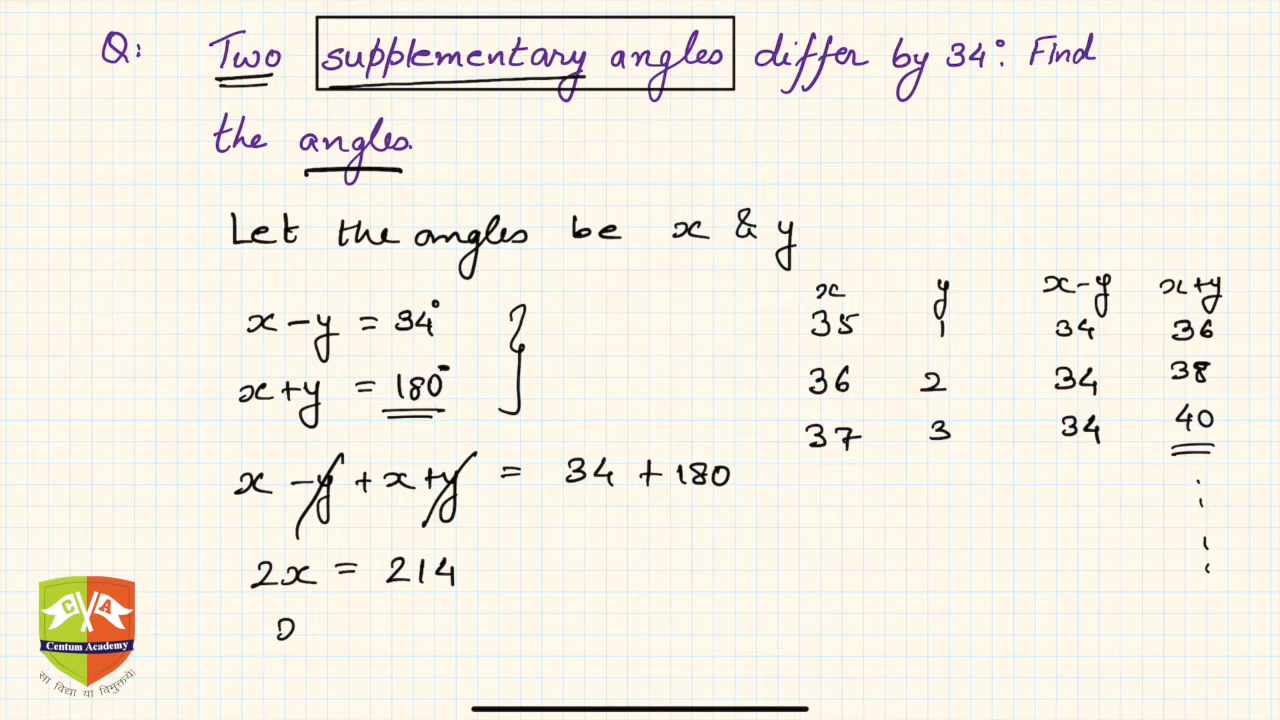 Q: Two supplementary angles differ by 34°. Find
the angles.
Let the angles be x & y
x - y = 34°
x + y = 180°
x - y + x + y = 34 + 180
2x = 214
x y x-y x+y
35 1 34 36
36 2 34 38
37 3 34 40
C A
Centum Academy
सा विद्या या विमुक्तये।